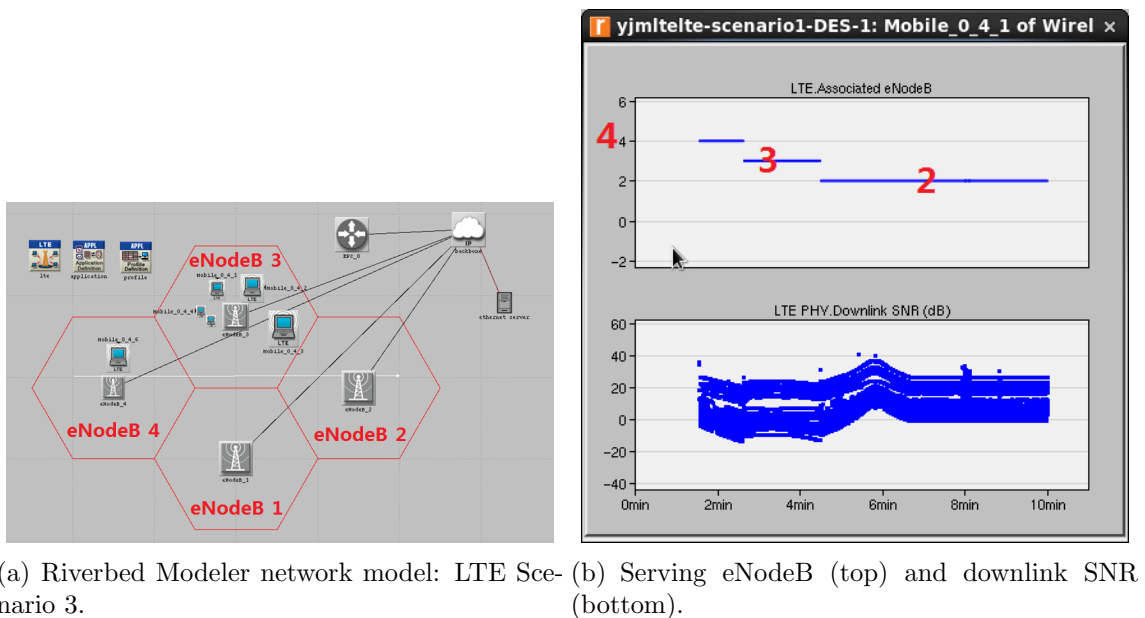 LTE
APPL
Application
Definition
APPL
Profile
Definition
lte
application
profile
eNodeB 3
Mobile_0_4_1
LTE
LTE
Mobile_0_4_2
Mobile_0_4_4
eNodeB_3
LTE
Mobile_0_4_3
EPC_0
IP
backbone
ethernet server
Mobile_0_4_5
LTE
eNodeB_4
eNodeB 4
eNodeB_2
eNodeB 2
eNodeB_1
eNodeB 1
(a) Riverbed Modeler network model: LTE Sce-
nario 3.
yjmltelte-scenario1-DES-1: Mobile_0_4_1 of Wirel ×
LTE.Associated eNodeB
6
4
2
0
-2
4
3
2
LTE PHY.Downlink SNR (dB)
60
40
20
0
-20
-40
0min 2min 4min 6min 8min 10min
(b) Serving eNodeB (top) and downlink SNR
(bottom).